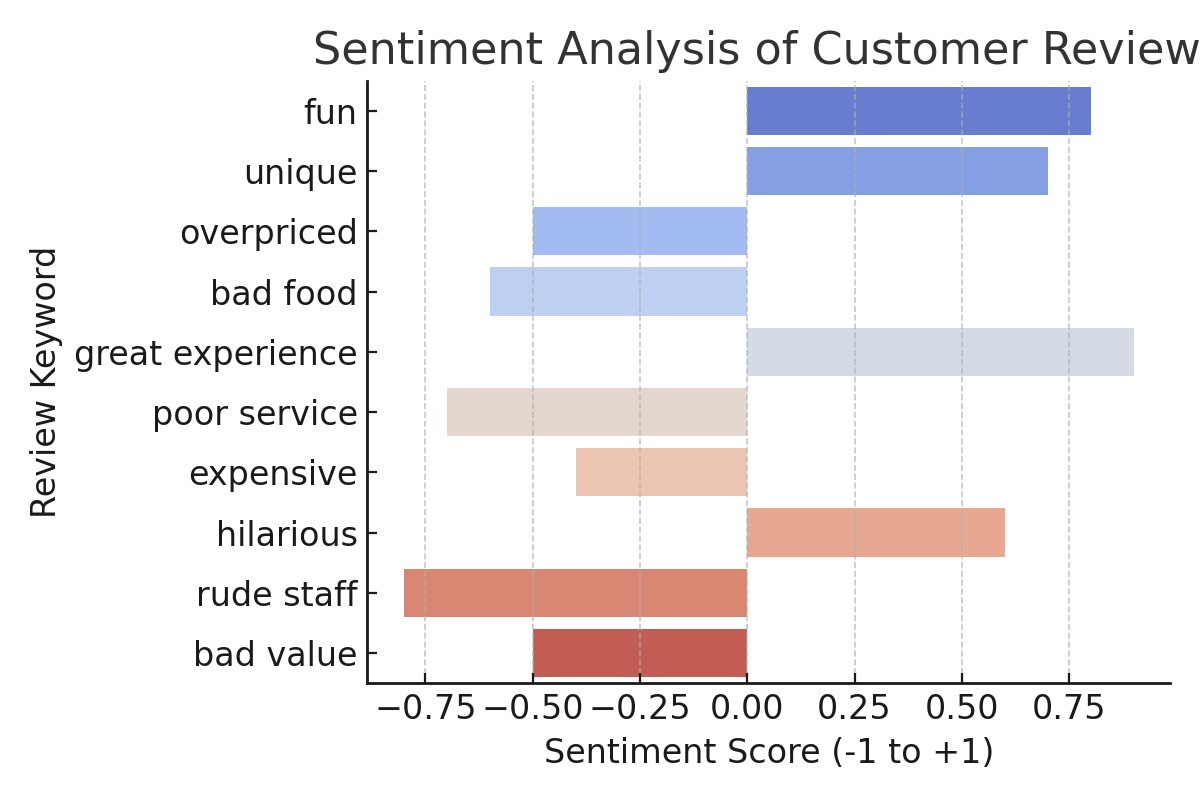 Sentiment Analysis of Customer Review
fun
unique
overpriced
bad food
great experience
poor service
expensive
hilarious
rude staff
bad value
Review Keyword
−0.75 −0.50 −0.25 0.00 0.25 0.50 0.75
Sentiment Score (-1 to +1)